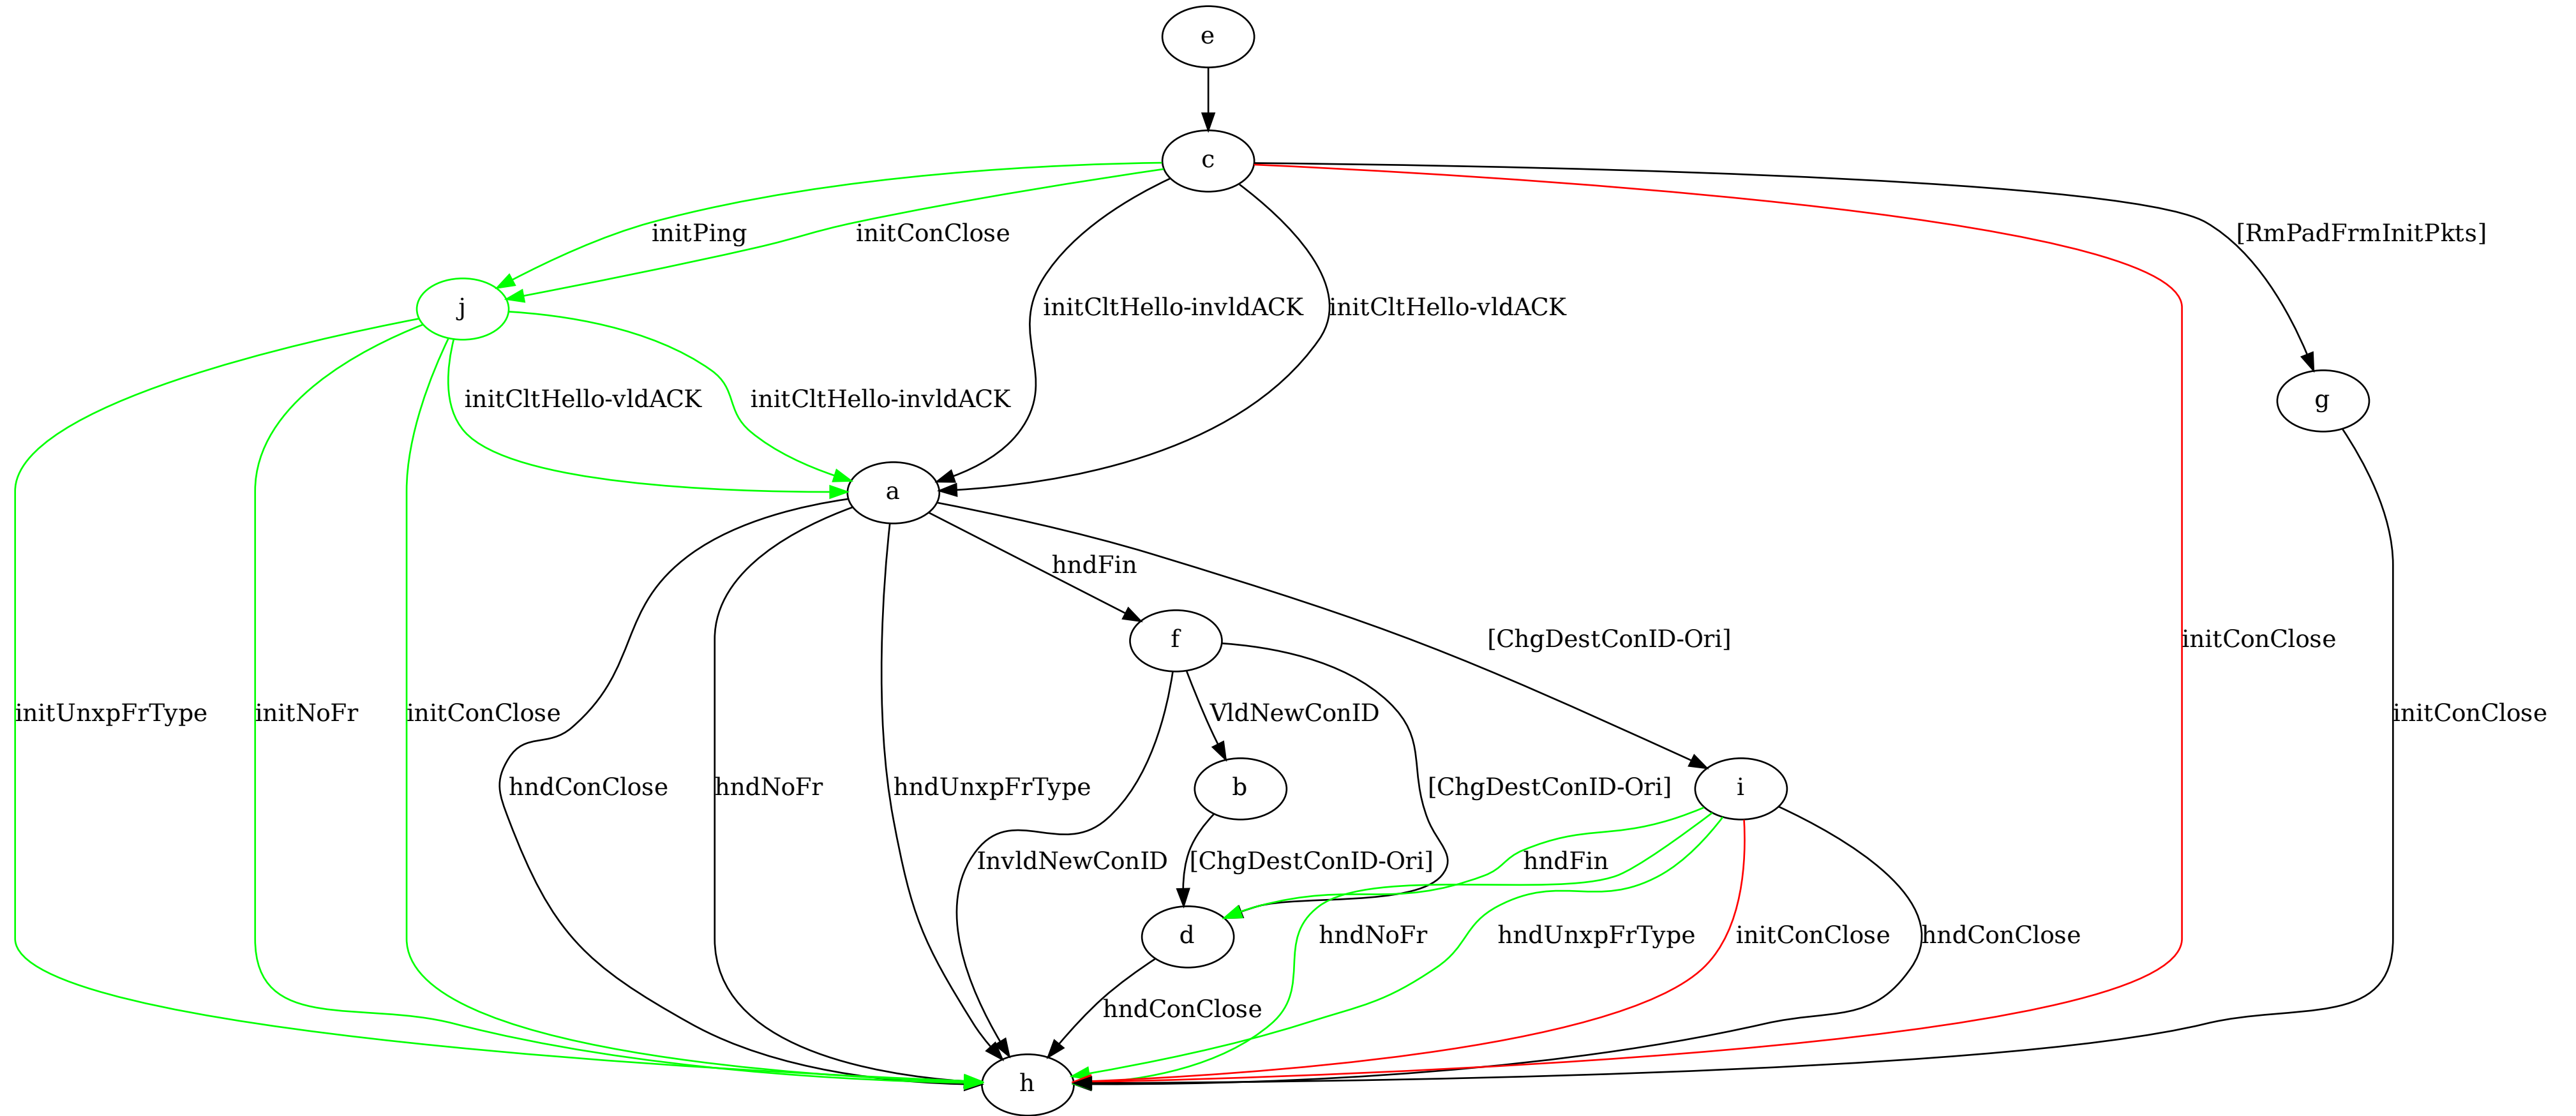 e
c
initPing
initConClose
[RmPadFrmInitPkts]
j
initCltHello-invldACK
initCltHello-vldACK
initCltHello-vldACK
initCltHello-invldACK
g
a
hndFin
f
[ChgDestConID-Ori]
initConClose
initUnxpFrType
initNoFr
initConClose
VldNewConID
initConClose
hndConClose
hndNoFr
hndUnxpFrType
b
[ChgDestConID-Ori]
i
InvldNewConID
[ChgDestConID-Ori]
hndFin
d
hndNoFr
hndUnxpFrType
initConClose
hndConClose
hndConClose
h